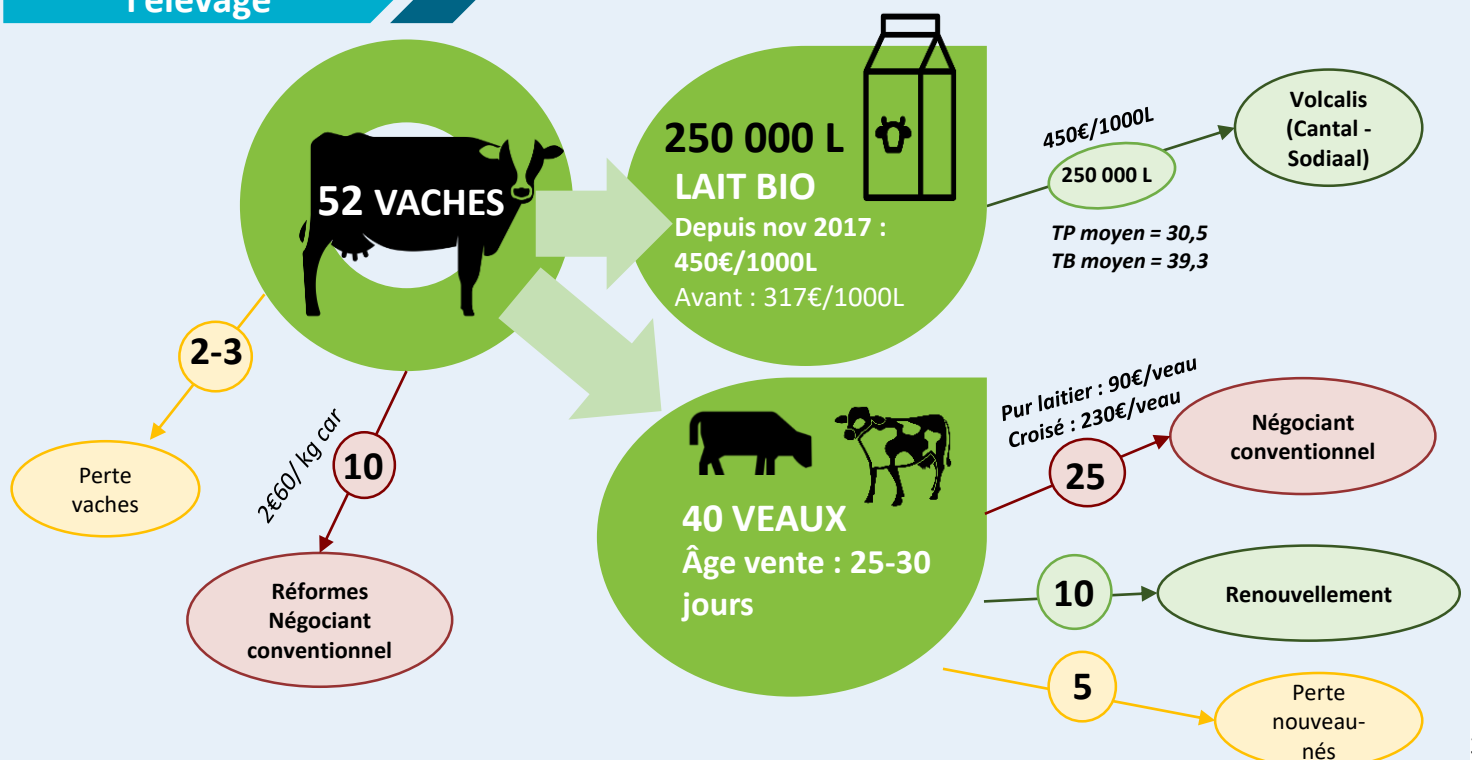 l'élevage
52 VACHES
250 000 L
LAIT BIO
Depuis nov 2017 :
450€/1000L
Avant : 317€/1000L
450€/1000L
250 000 L
TP moyen = 30,5
TB moyen = 39,3
Volcalis
(Cantal -
Sodiaal)
2-3
Perte
vaches
2€60/ kg car
10
Réformes
Négociant
conventionnel
40 VEAUX
Âge vente : 25-30
jours
Pur laitier : 90€/veau
Croisé : 230€/veau
25
Négociant
conventionnel
10
Renouvellement
5
Perte
nouveau-
nés